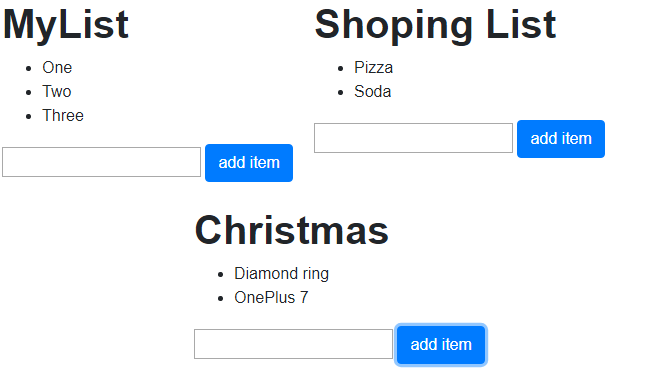 MyList
One
Two
Three
add item
Shoping List
Pizza
Soda
add item
Christmas
Diamond ring
OnePlus 7
add item